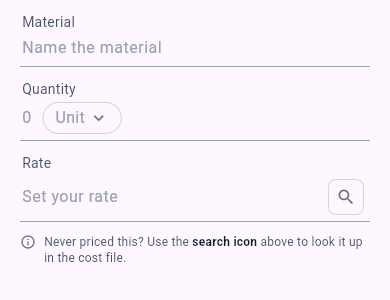 Material
Name the material
Quantity
0 Unit
Rate
Set your rate
Never priced this? Use the search icon above to look it up
in the cost file.